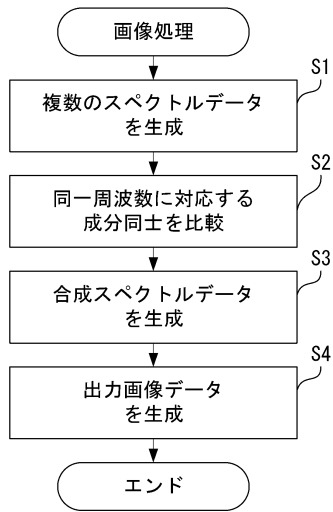 画像処理
S1
複数のスペクトルデータ
を生成
S2
同一周波数に対応する
成分同士を比較
S3
合成スペクトルデータ
を生成
S4
出力画像データ
を生成
エンド